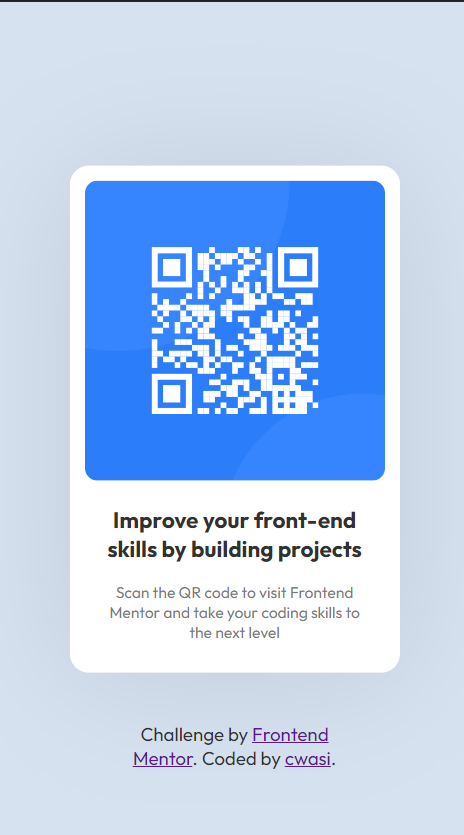 Improve your front-end
skills by building projects
Scan the QR code to visit Frontend
Mentor and take your coding skills to
the next level
Challenge by Frontend
Mentor. Coded by cwasi.